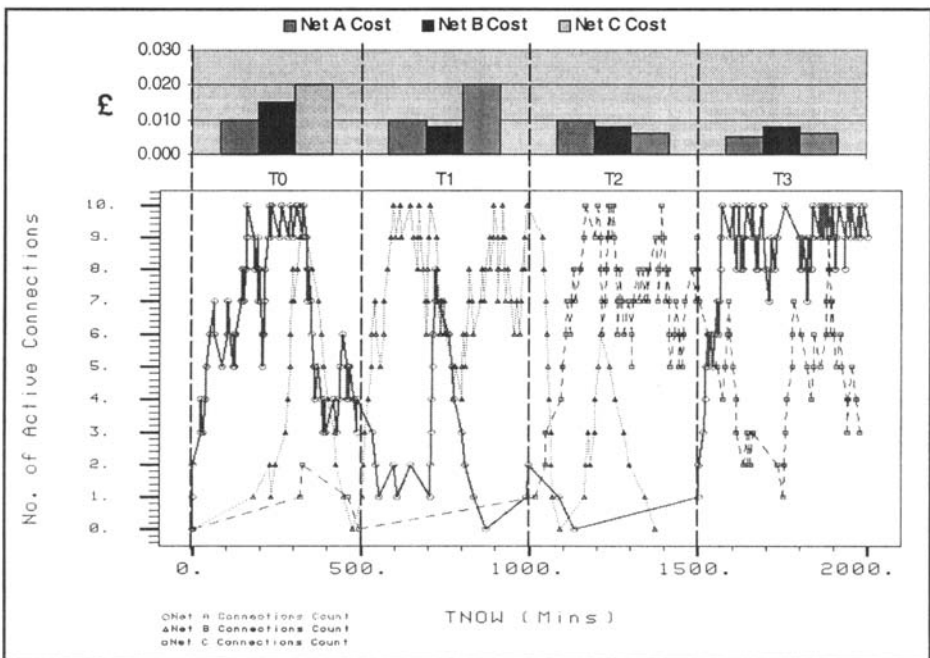 Net A Cost Net B Cost Net C Cost
0.030
0.020
0.010
0.000
£
T0 T1 T2 T3
10.
9.
8.
7.
6.
5.
4.
3.
2.
1.
0.
No. of Active Connections
0. 500. 1000. 1500. 2000.
TNOW (Mins)
Net A Connections Count
Net B Connections Count
Net C Connections Count